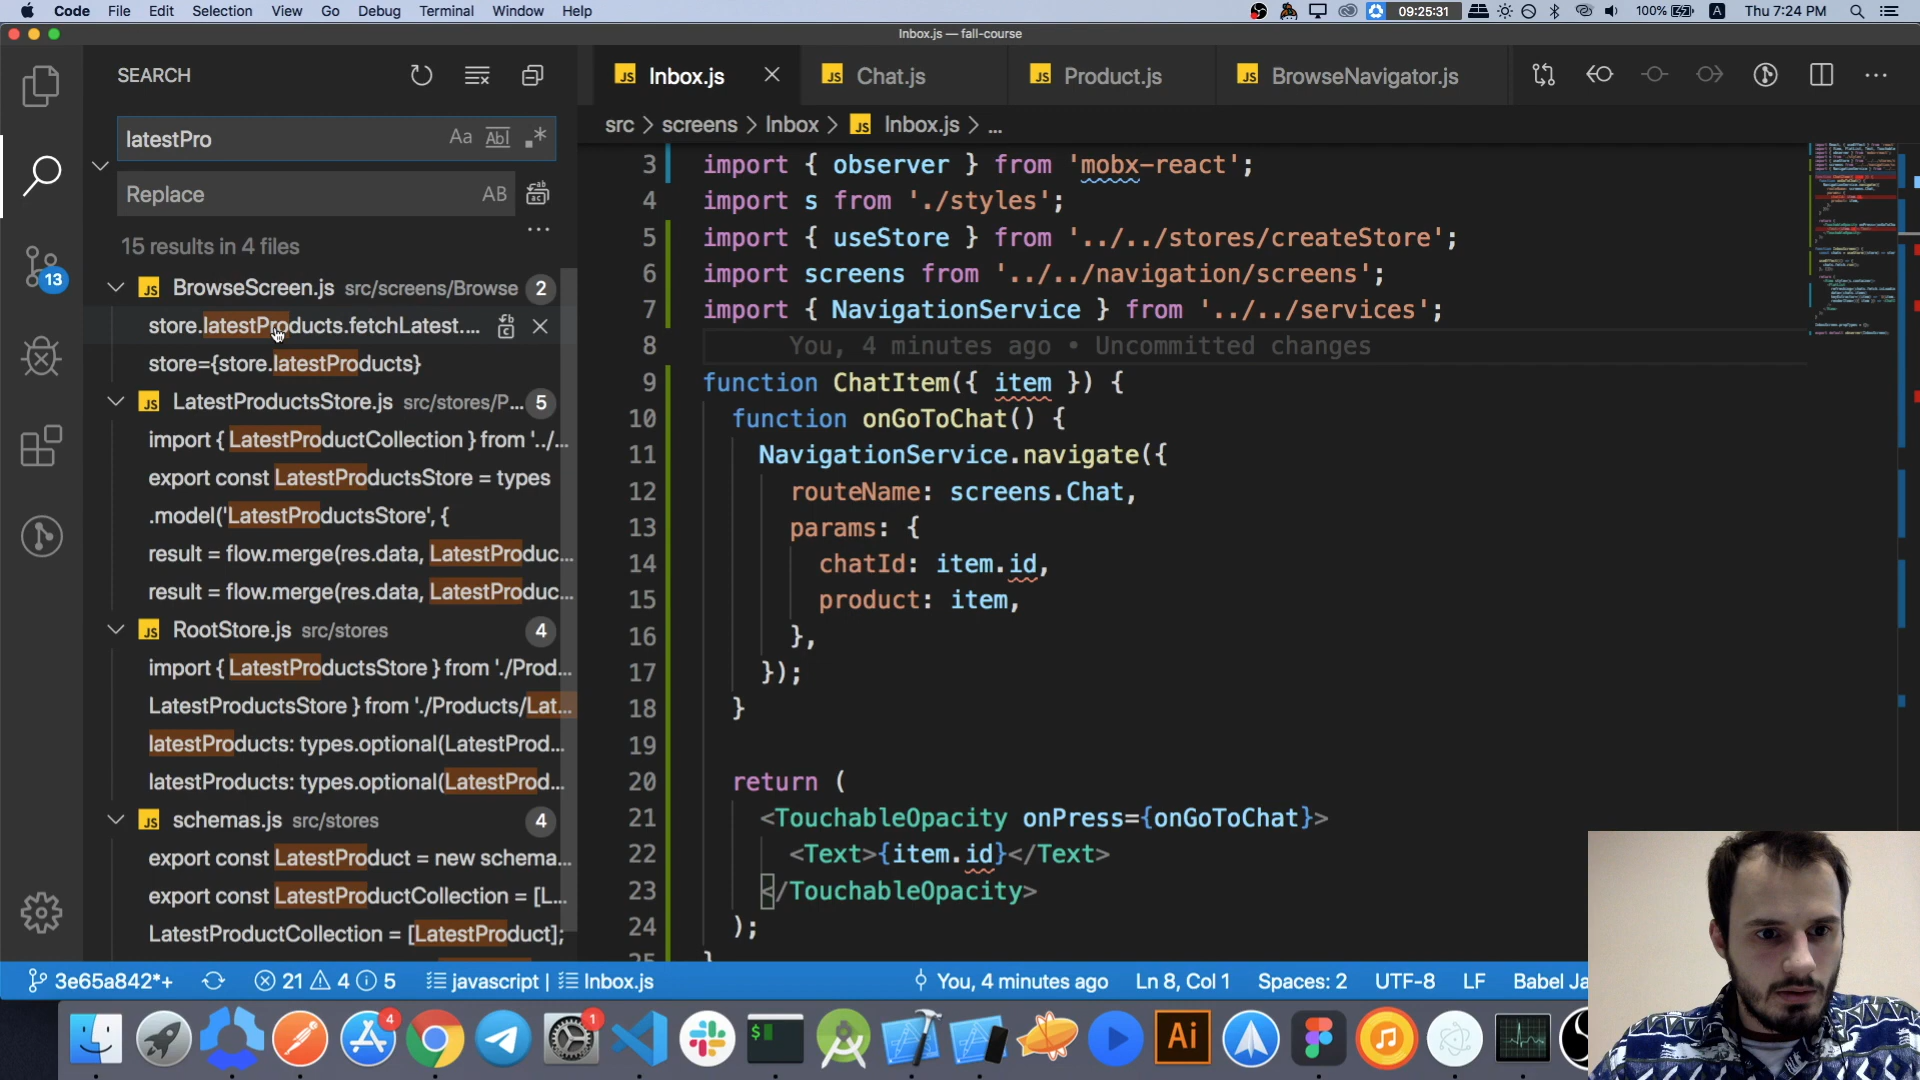 Code File Edit Selection View Go Debug Terminal Window Help 09:25:31 100% A Thu 7:24 PM
Inbox.js — fall-course
SEARCH
latestPro Aa Abl .*
Replace AB
15 results in 4 files
BrowseScreen.js src/screens/Browse 2
store.latestProducts.fetchLatest....
store={store.latestProducts}
LatestProductsStore.js src/stores/P... 5
import { LatestProductCollection } from '../...
export const LatestProductsStore = types
.model('LatestProductsStore', {
result = flow.merge(res.data, LatestProduc...
result = flow.merge(res.data, LatestProduc...
RootStore.js src/stores 4
import { LatestProductsStore } from './Prod...
LatestProductsStore } from './Products/Lat...
latestProducts: types.optional(LatestProd...
latestProducts: types.optional(LatestProd...
schemas.js src/stores 4
export const LatestProduct = new schema...
export const LatestProductCollection = [L...
LatestProductCollection = [LatestProduct];
13
JS Inbox.js JS Chat.js JS Product.js JS BrowseNavigator.js
src > screens > Inbox > JS Inbox.js > ...
3 import { observer } from 'mobx-react';
4 import s from './styles';
5 import { useStore } from '../../stores/createStore';
6 import screens from '../../navigation/screens';
7 import { NavigationService } from '../../services';
8 You, 4 minutes ago • Uncommitted changes
9 function ChatItem({ item }) {
10 function onGoToChat() {
11 NavigationService.navigate({
12 routeName: screens.Chat,
13 params: {
14 chatId: item.id,
15 product: item,
16 },
17 });
18 }
19
20 return (
21 <TouchableOpacity onPress={onGoToChat}>
22 <Text>{item.id}</Text>
23 </TouchableOpacity>
24 );
25 }
3e65a842*+ 21 4 5 javascript | Inbox.js You, 4 minutes ago Ln 8, Col 1 Spaces: 2 UTF-8 LF Babel Ja
4 1 $ Ai